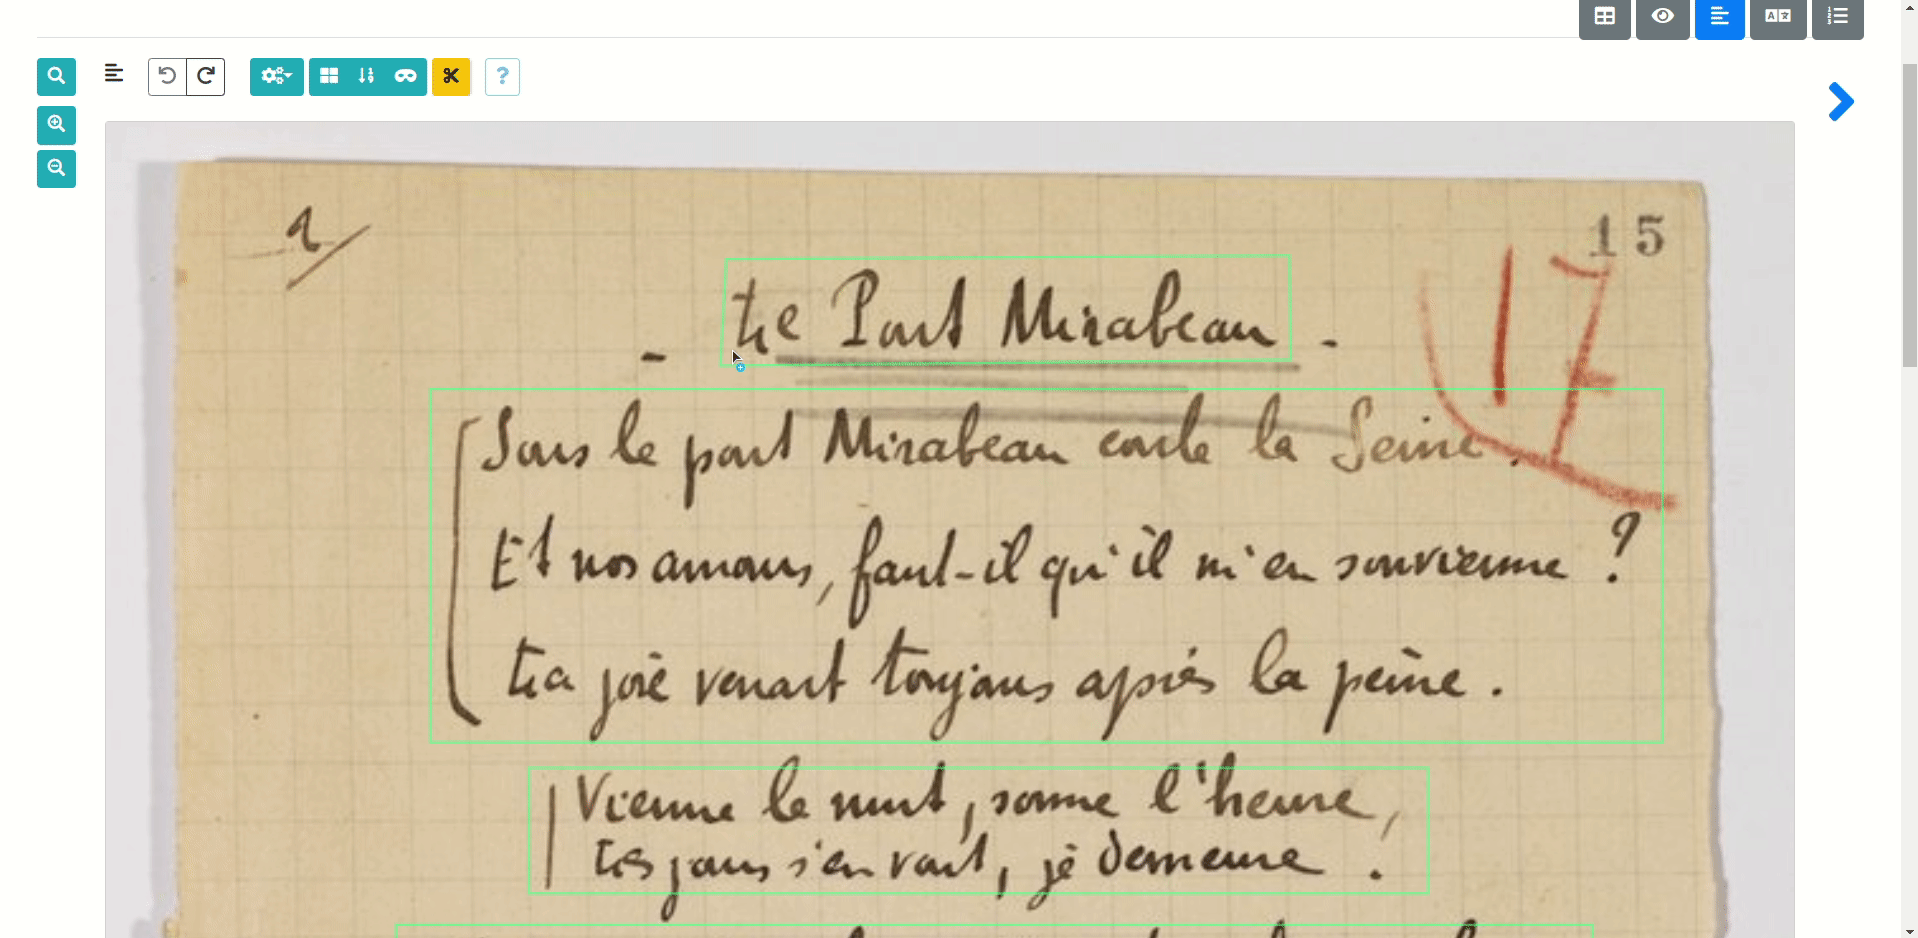 1/
15
17
- Le Pont Mirabeau -
Sous le pont Mirabeau coule la Seine.
Et nos amours, faut-il qu'il m'en souvienne ?
La joie venait toujours après la peine.
Vienne la nuit, sonne l'heure,
Les jours s'en vont, je demeure.